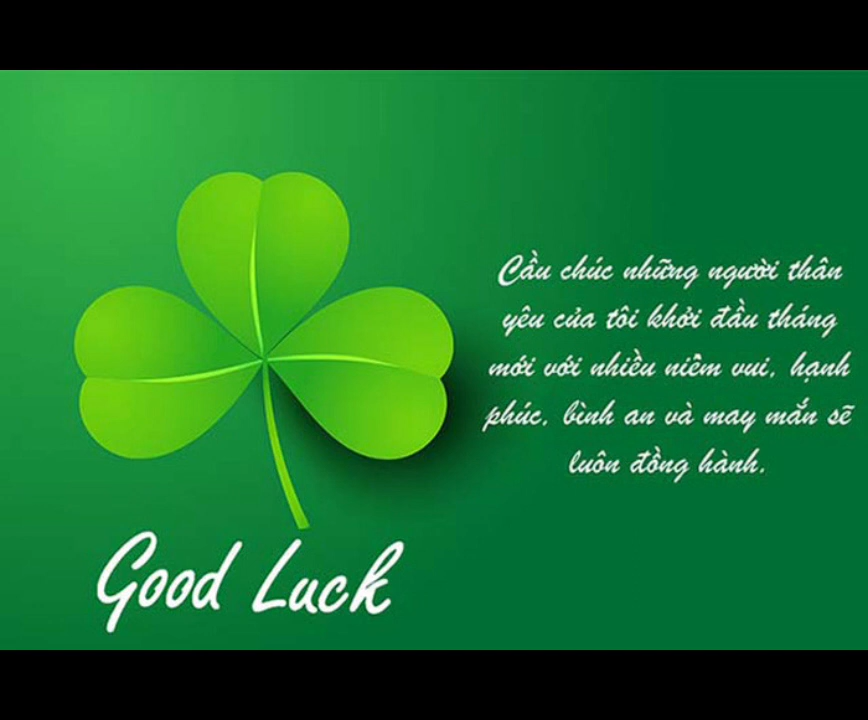 Cầu chúc những người thân
yêu của tôi khởi đầu tháng
mới với nhiều niềm vui, hạnh
phúc, bình an và may mắn sẽ
luôn đồng hành.
Good Luck